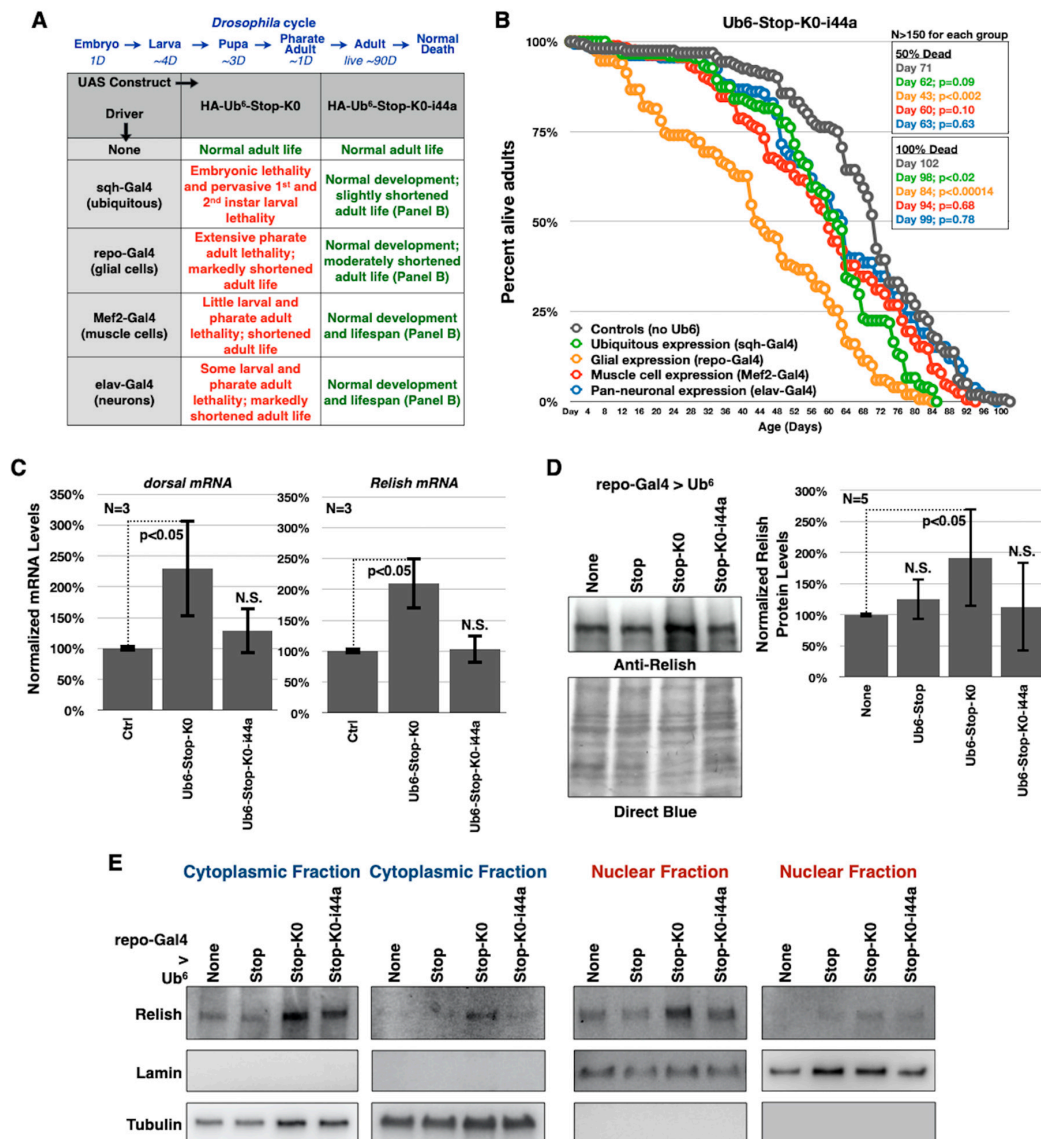 A
Drosophila cycle
Embryo → Larva → Pupa → Pharate Adult → Adult → Normal Death
1D ~4D ~3D ~1D live ~90D
UAS Construct →
Driver ↓
HA-Ub⁶-Stop-K0
HA-Ub⁶-Stop-K0-i44a
None
Normal adult life
Normal adult life
sqh-Gal4
(ubiquitous)
Embryonic lethality
and pervasive 1st and
2nd instar larval
lethality
Normal development;
slightly shortened
adult life (Panel B)
repo-Gal4
(glial cells)
Extensive pharate
adult lethality;
markedly shortened
adult life
Normal development;
moderately shortened
adult life (Panel B)
Mef2-Gal4
(muscle cells)
Little larval and
pharate adult
lethality; shortened
adult life
Normal development
and lifespan (Panel B)
elav-Gal4
(neurons)
Some larval and
pharate adult
lethality; markedly
shortened adult life
Normal development
and lifespan (Panel B)
B
Ub6-Stop-K0-i44a
N>150 for each group
50% Dead
Day 71
Day 62; p=0.09
Day 43; p<0.002
Day 60; p=0.10
Day 63; p=0.63
100% Dead
Day 102
Day 98; p<0.02
Day 84; p<0.00014
Day 94; p=0.68
Day 99; p=0.78
Percent alive adults
100%
75%
50%
25%
0%
Controls (no Ub6)
Ubiquitous expression (sqh-Gal4)
Glial expression (repo-Gal4)
Muscle cell expression (Mef2-Gal4)
Pan-neuronal expression (elav-Gal4)
Day 4 8 12 16 20 24 28 32 36 40 44 48 52 56 60 64 68 72 76 80 84 88 92 96 100
Age (Days)
C
Normalized mRNA Levels
dorsal mRNA
350%
300%
250%
200%
150%
100%
50%
0%
N=3
p<0.05
N.S.
Ctrl
Ub6-Stop-K0
Ub6-Stop-K0-i44a
Relish mRNA
350%
300%
250%
200%
150%
100%
50%
0%
N=3
p<0.05
N.S.
Ctrl
Ub6-Stop-K0
Ub6-Stop-K0-i44a
D
repo-Gal4 > Ub⁶
None
Stop
Stop-K0
Stop-K0-i44a
Anti-Relish
Direct Blue
Normalized Relish
Protein Levels
300%
250%
200%
150%
100%
50%
0%
N=5
p<0.05
N.S.
N.S.
None
Ub6-Stop
Ub6-Stop-K0
Ub6-Stop-K0-i44a
E
Cytoplasmic Fraction
Cytoplasmic Fraction
Nuclear Fraction
Nuclear Fraction
repo-Gal4
>
Ub⁶
None
Stop
Stop-K0
Stop-K0-i44a
None
Stop
Stop-K0
Stop-K0-i44a
None
Stop
Stop-K0
Stop-K0-i44a
None
Stop
Stop-K0
Stop-K0-i44a
Relish
Lamin
Tubulin